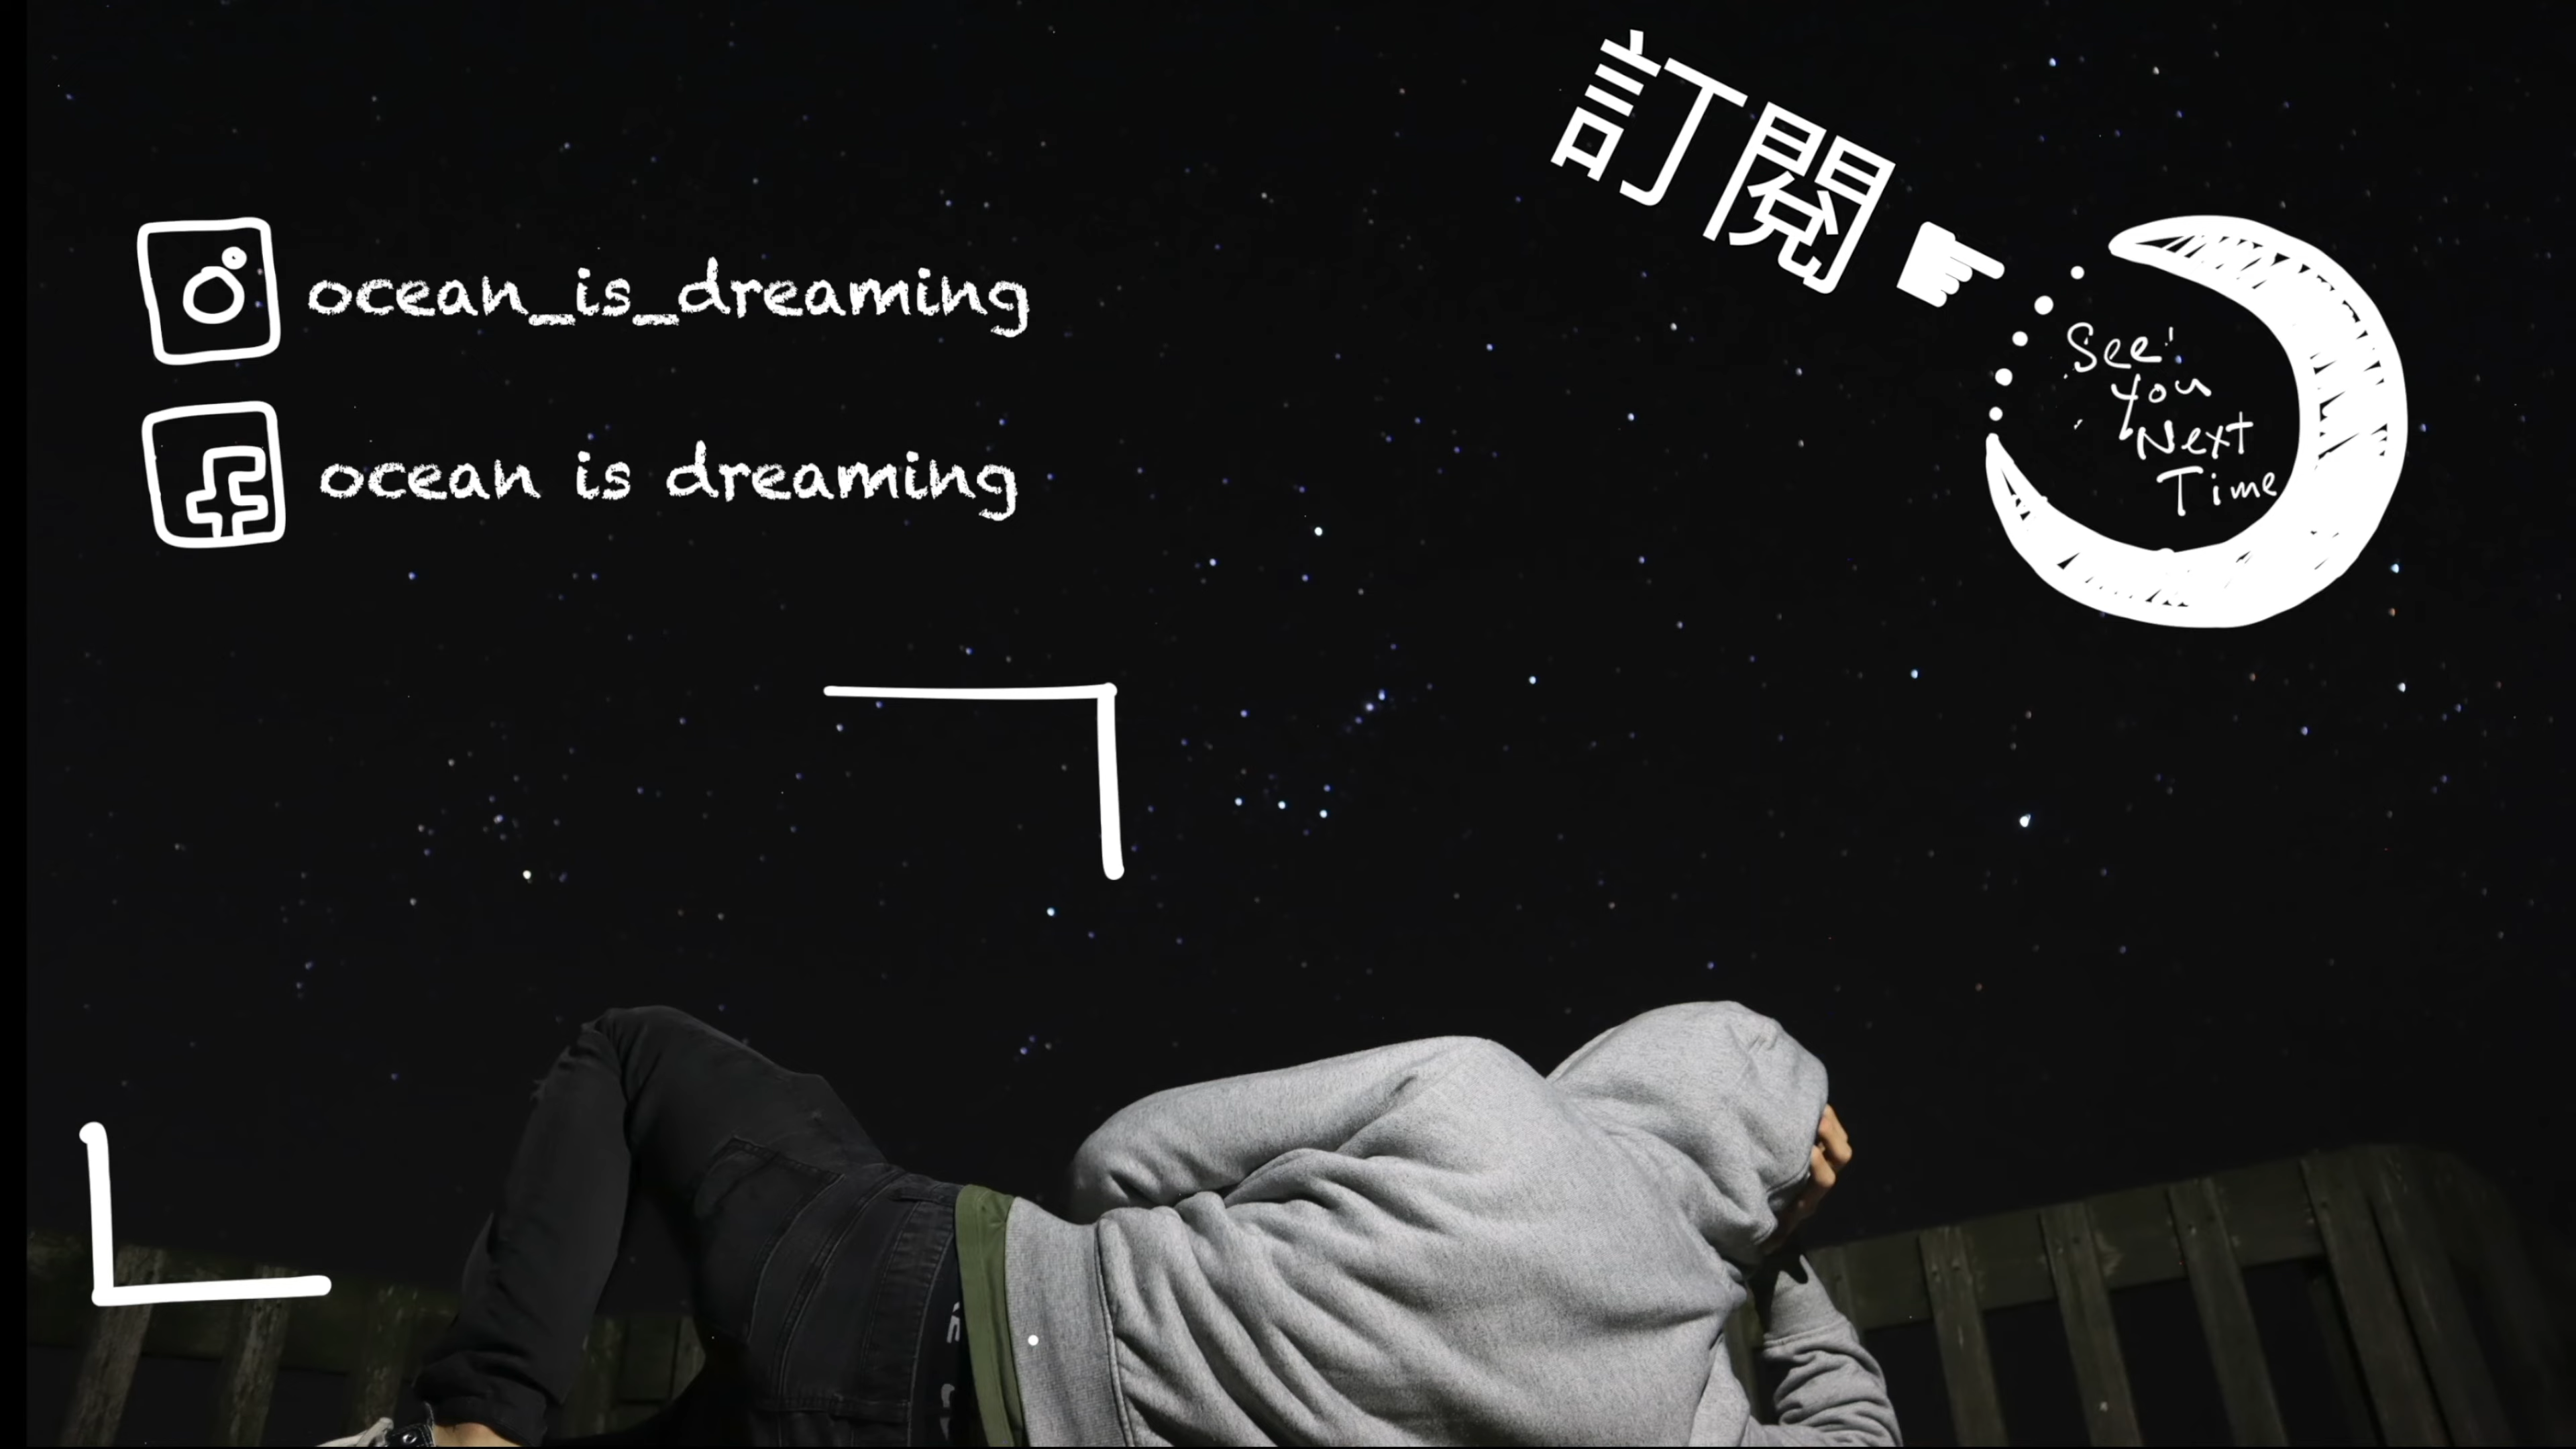 訂閱
ocean_is_dreaming
ocean is dreaming
See
you
Next
Time